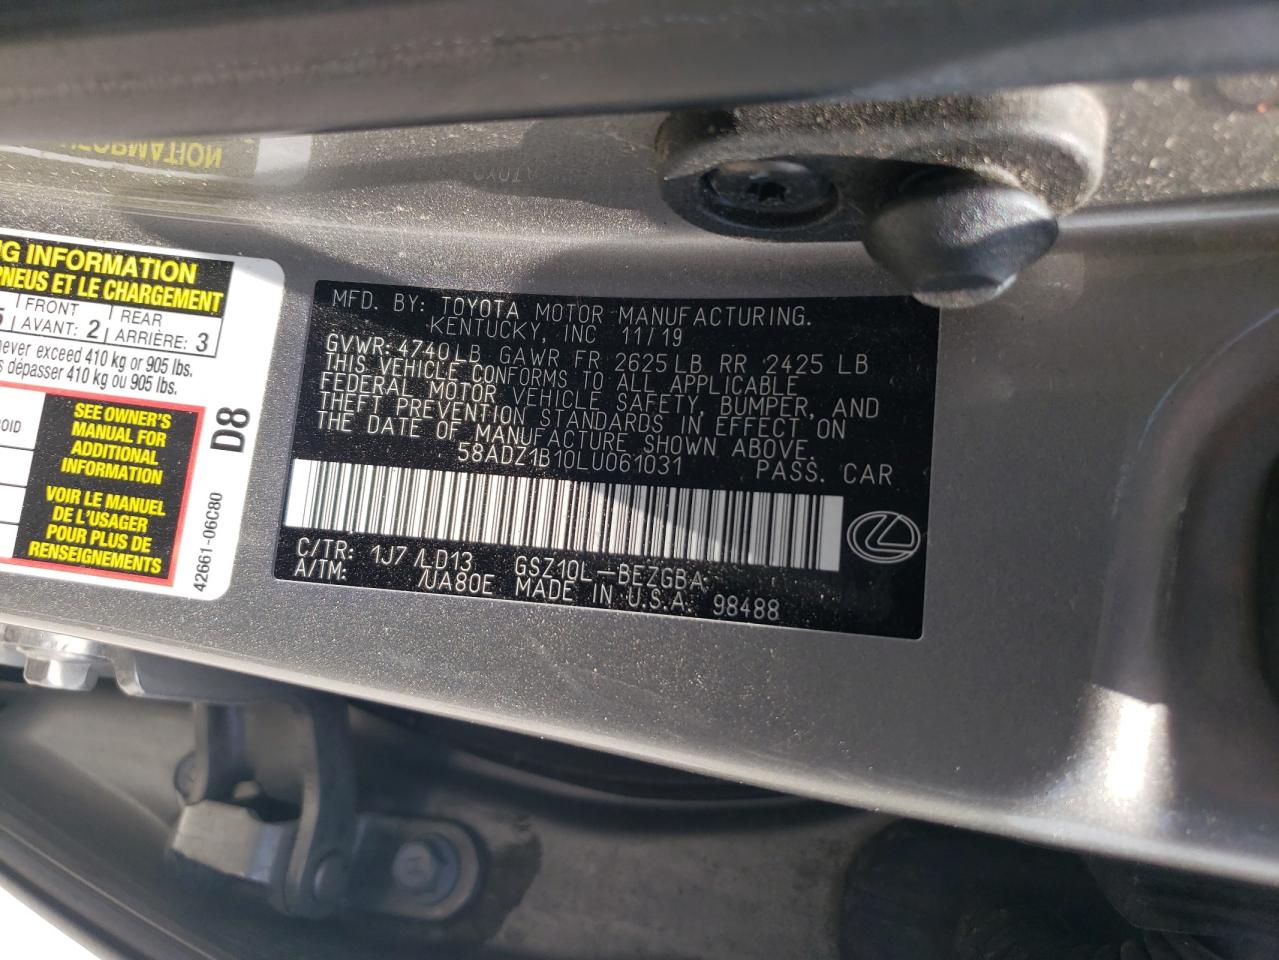 NG INFORMATION
PNEUS ET LE CHARGEMENT
5 FRONT REAR
AVANT: 2 ARRIÈRE: 3
never exceed 410 kg or 905 lbs.
dépasser 410 kg ou 905 lbs.
SEE OWNER'S
MANUAL FOR
ADDITIONAL
INFORMATION
VOIR LE MANUEL
DE L'USAGER
POUR PLUS DE
RENSEIGNEMENTS
D8
42661-06C80
MFD. BY: TOYOTA MOTOR MANUFACTURING.
KENTUCKY, INC 11/19
GVWR: 4740LB GAWR FR 2625LB RR 2425 LB
THIS VEHICLE CONFORMS TO ALL APPLICABLE
FEDERAL MOTOR VEHICLE SAFETY, BUMPER, AND
THEFT PREVENTION STANDARDS IN EFFECT ON
THE DATE OF MANUFACTURE SHOWN ABOVE.
58ADZ1B10LU061031 PASS. CAR
C/TR: 1J7 /LD13 GSZ10L-BEZGBA
A/TM: /UA80E MADE IN U.S.A. 98488